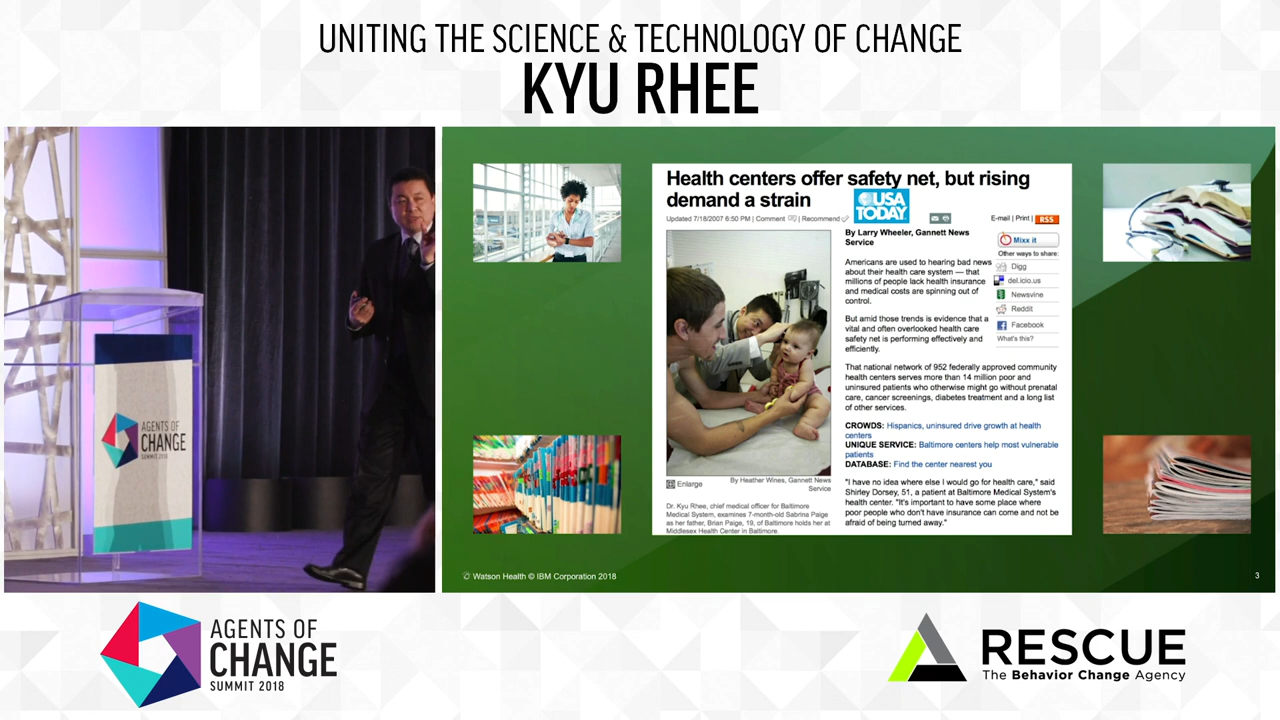 UNITING THE SCIENCE & TECHNOLOGY OF CHANGE
KYU RHEE
AGENTS OF
CHANGE
SUMMIT 2018
Health centers offer safety net, but rising
demand a strain
USA
TODAY
Updated 7/18/2007 6:50 PM | Comment | Recommend
E-mail | Print | RSS
By Larry Wheeler, Gannett News
Service
Americans are used to hearing bad news
about their health care system — that
millions of people lack health insurance
and medical costs are spinning out of
control.
But amid those trends is evidence that a
vital and often overlooked health care
safety net is performing effectively and
efficiently.
Mixx it
Other ways to share:
Digg
del.icio.us
Newsvine
Reddit
Facebook
What's this?
That national network of 952 federally approved community
health centers serves more than 14 million poor and
uninsured patients who otherwise might go without prenatal
care, cancer screenings, diabetes treatment and a long list
of other services.
CROWDS: Hispanics, uninsured drive growth at health
centers
UNIQUE SERVICE: Baltimore centers help most vulnerable
patients
DATABASE: Find the center nearest you
"I have no idea where else I would go for health care," said
Shirley Dorsey, 51, a patient at Baltimore Medical System's
health center. "It's important to have some place where
poor people who don't have insurance can come and not be
afraid of being turned away."
Enlarge
By Heather Wines, Gannett News
Service
Dr. Kyu Rhee, chief medical officer for Baltimore
Medical System, examines 7-month-old Sabrina Paige
as her father, Brian Paige, 19, of Baltimore holds her at
Middlesex Health Center in Baltimore.
Watson Health © IBM Corporation 2018
3
AGENTS OF
CHANGE
SUMMIT 2018
RESCUE
The Behavior Change Agency